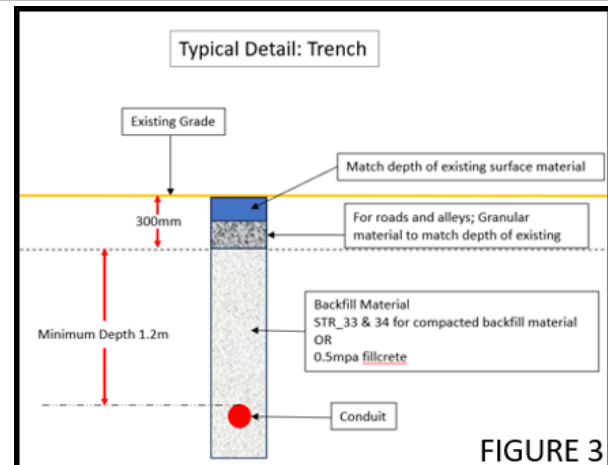 Typical Detail: Trench
Existing Grade
Match depth of existing surface material
300mm
For roads and alleys; Granular
material to match depth of existing
Backfill Material
STR_33 & 34 for compacted backfill material
OR
0.5mpa fillcrete
Minimum Depth 1.2m
Conduit
FIGURE 3